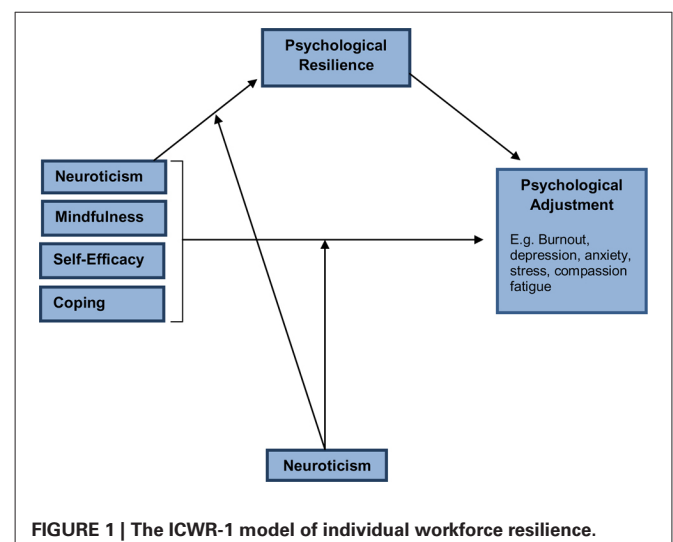 Psychological
Resilience
Neuroticism
Mindfulness
Self-Efficacy
Coping
Psychological
Adjustment
E.g. Burnout,
depression, anxiety,
stress, compassion
fatigue
Neuroticism
FIGURE 1 | The ICWR-1 model of individual workforce resilience.